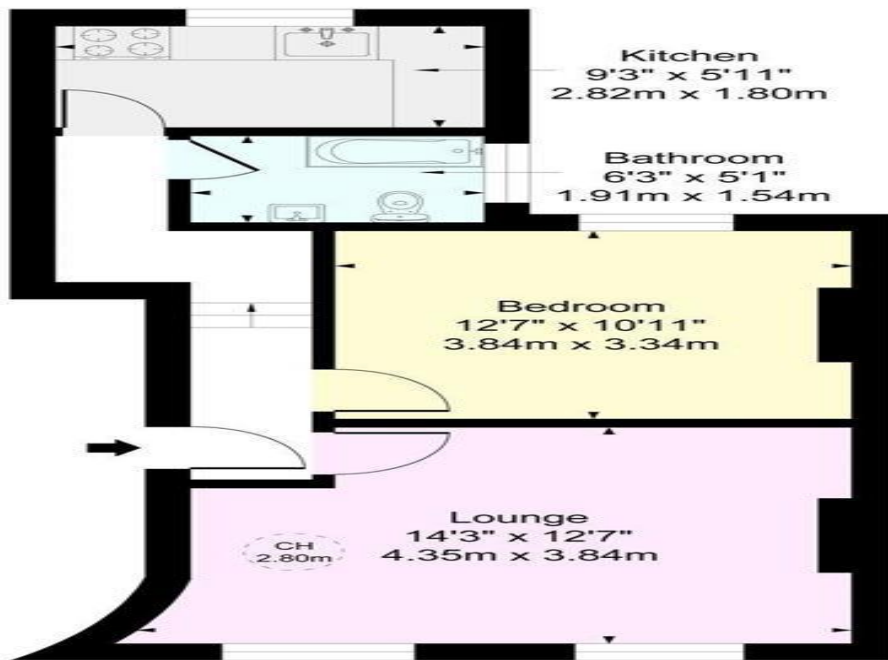 Kitchen
9'3" x 5'11"
2.82m x 1.80m
Bathroom
6'3" x 5'1"
1.91m x 1.54m
Bedroom
12'7" x 10'11"
3.84m x 3.34m
Lounge
14'3" x 12'7"
4.35m x 3.84m
CH
2.80m